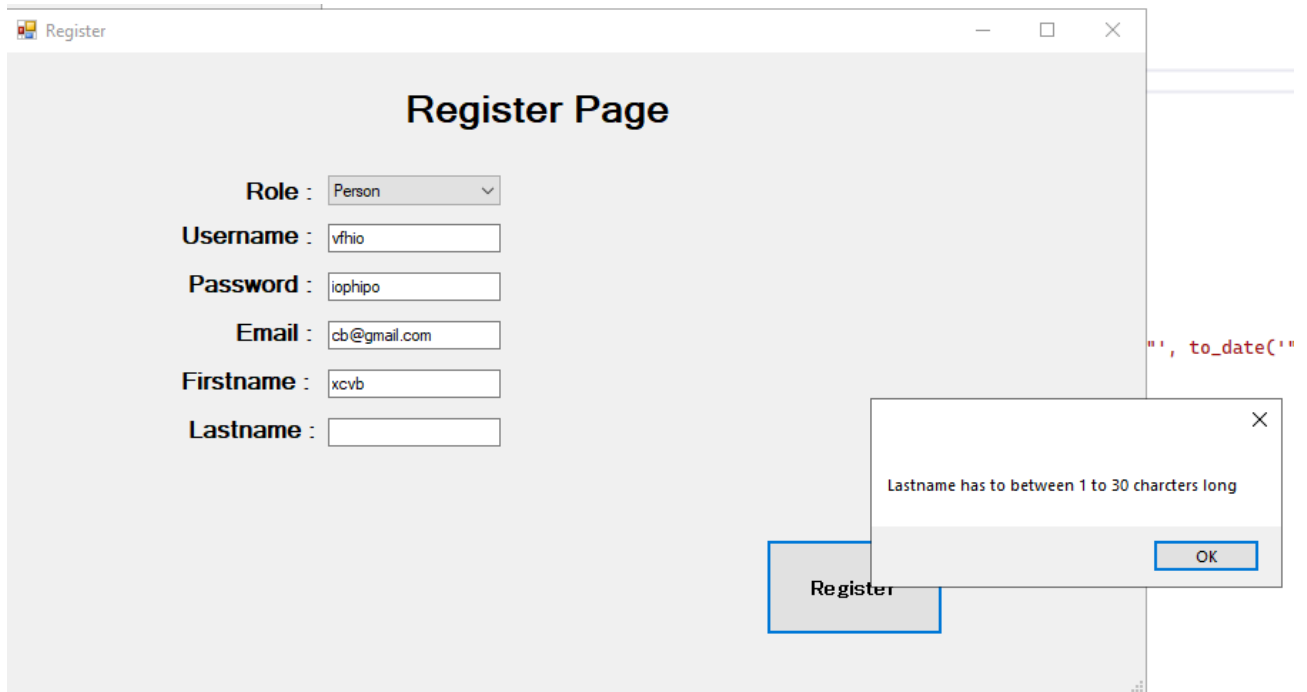 Register
Register Page
Role : Person
Username : vfhio
Password : iophipo
Email : cb@gmail.com
"', to_date('"
Firstname : xcvb
Lastname :
Lastname has to between 1 to 30 charcters long
OK
Register